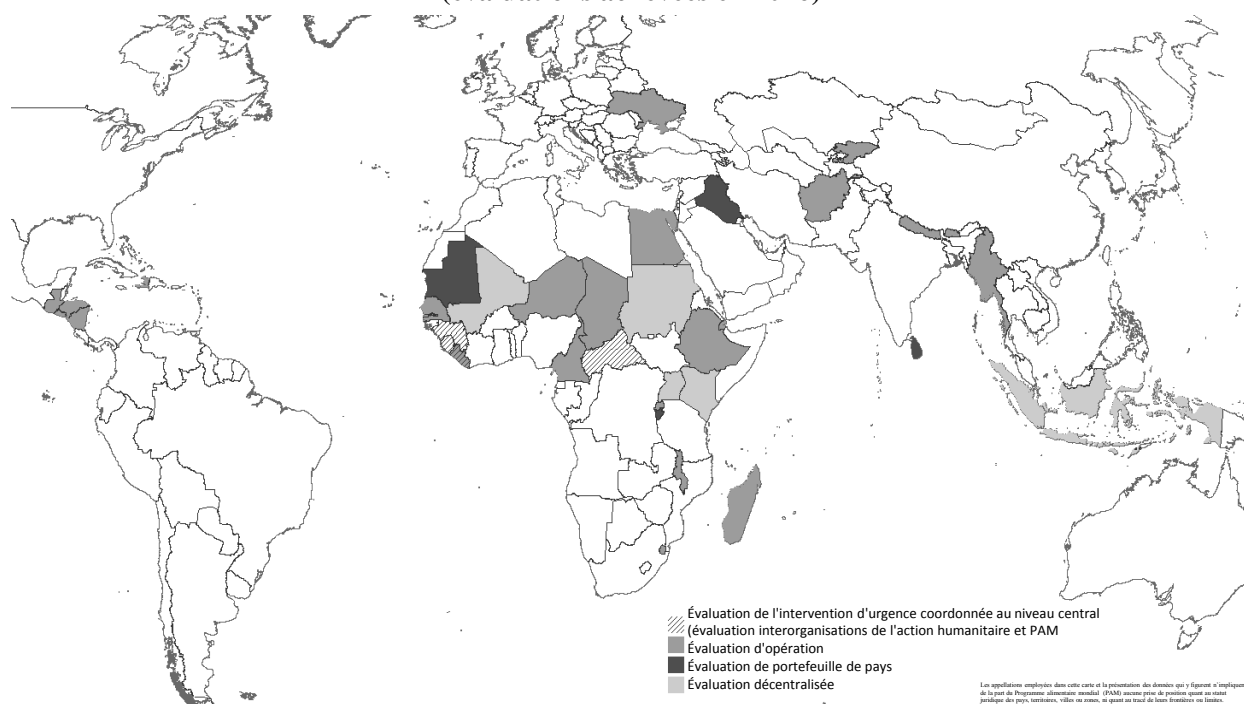 Évaluation de l'intervention d'urgence coordonnée au niveau central
(évaluation interorganisations de l'action humanitaire et PAM
Évaluation d'opération
Évaluation de portefeuille de pays
Évaluation décentralisée
Les appellations employées dans cette carte et la présentation des données qui y figurent n'impliquent
de la part du Programme alimentaire mondial (PAM) aucune prise de position quant au statut
juridique des pays, territoires, villes ou zones, ni quant au tracé de leurs frontières ou limites.